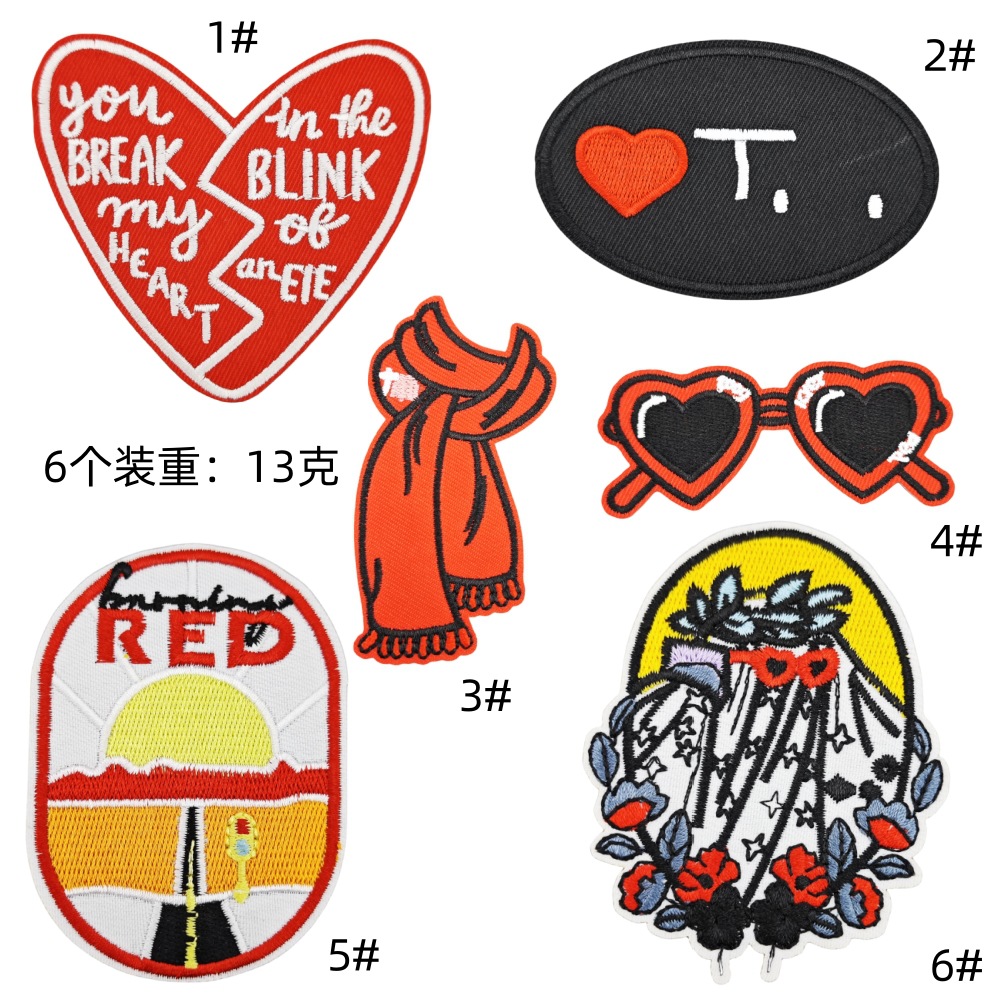 1#
you
BREAK
my
HEART
in the
BLINK
of
an EYE
2#
T.
6个装重：13克
3#
4#
burning
RED
5#
6#